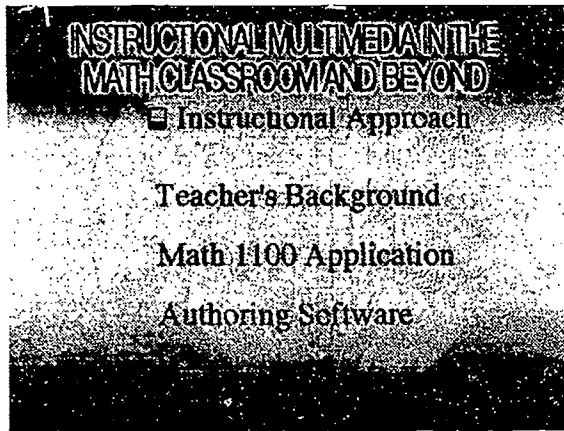 INSTRUCTIONAL MULTIMEDIA IN THE
MATH CLASSROOM AND BEYOND
❑ Instructional Approach
Teacher's Background
Math 1100 Application
Authoring Software